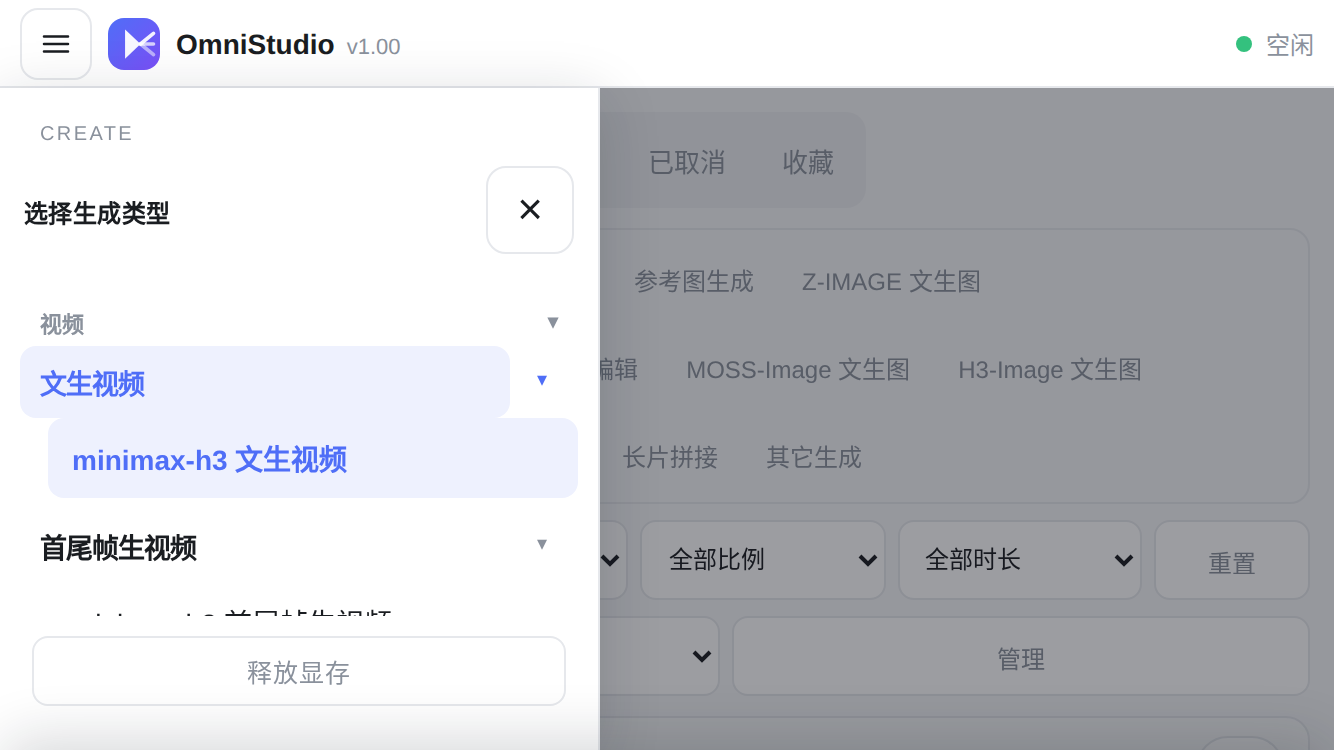 OmniStudio v1.00
空闲
CREATE
选择生成类型
视频
文生视频
minimax-h3 文生视频
首尾帧生视频
释放显存
已取消 收藏
参考图生成 Z-IMAGE 文生图
编辑 MOSS-Image 文生图 H3-Image 文生图
长片拼接 其它生成
全部比例 全部时长 重置
管理